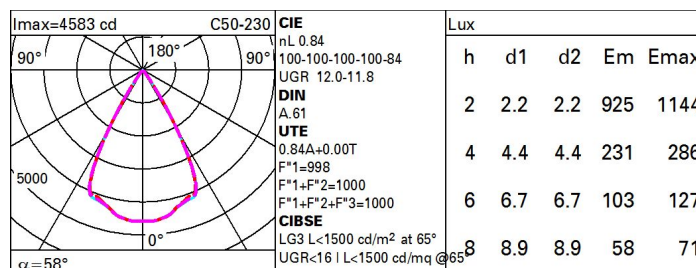 Imax=4583 cd C50-230
90° 180° 90°
5000
0°
α=58°
CIE
nL 0.84
100-100-100-100-84
UGR 12.0-11.8
DIN
A.61
UTE
0.84A+0.00T
F"1=998
F"1+F"2=1000
F"1+F"2+F"3=1000
CIBSE
LG3 L<1500 cd/m² at 65°
UGR<16 | L<1500 cd/mq @65°
Lux
h d1 d2 Em Emax
2 2.2 2.2 925 1144
4 4.4 4.4 231 286
6 6.7 6.7 103 127
8 8.9 8.9 58 71